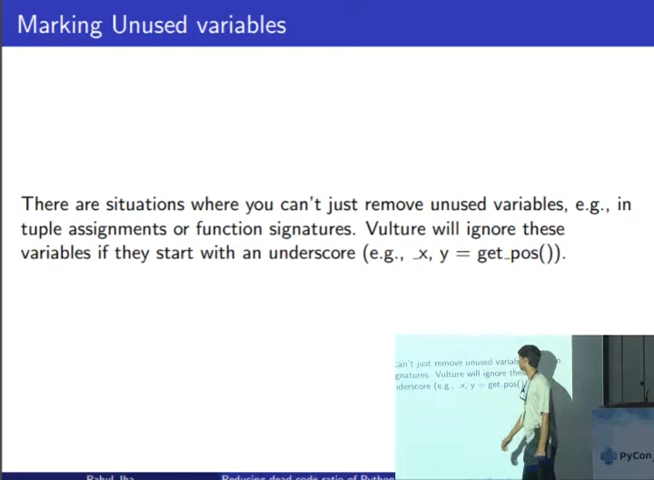 Marking Unused variables
There are situations where you can't just remove unused variables, e.g., in
tuple assignments or function signatures. Vulture will ignore these
variables if they start with an underscore (e.g., _x, y = get_pos()).
can't just remove unused variab
gnatures. Vulture will ignore thes
nderscore (e.g., _x, y = get_pos()
PyCon
Rahul Jha
Reducing dead code ratio of Python